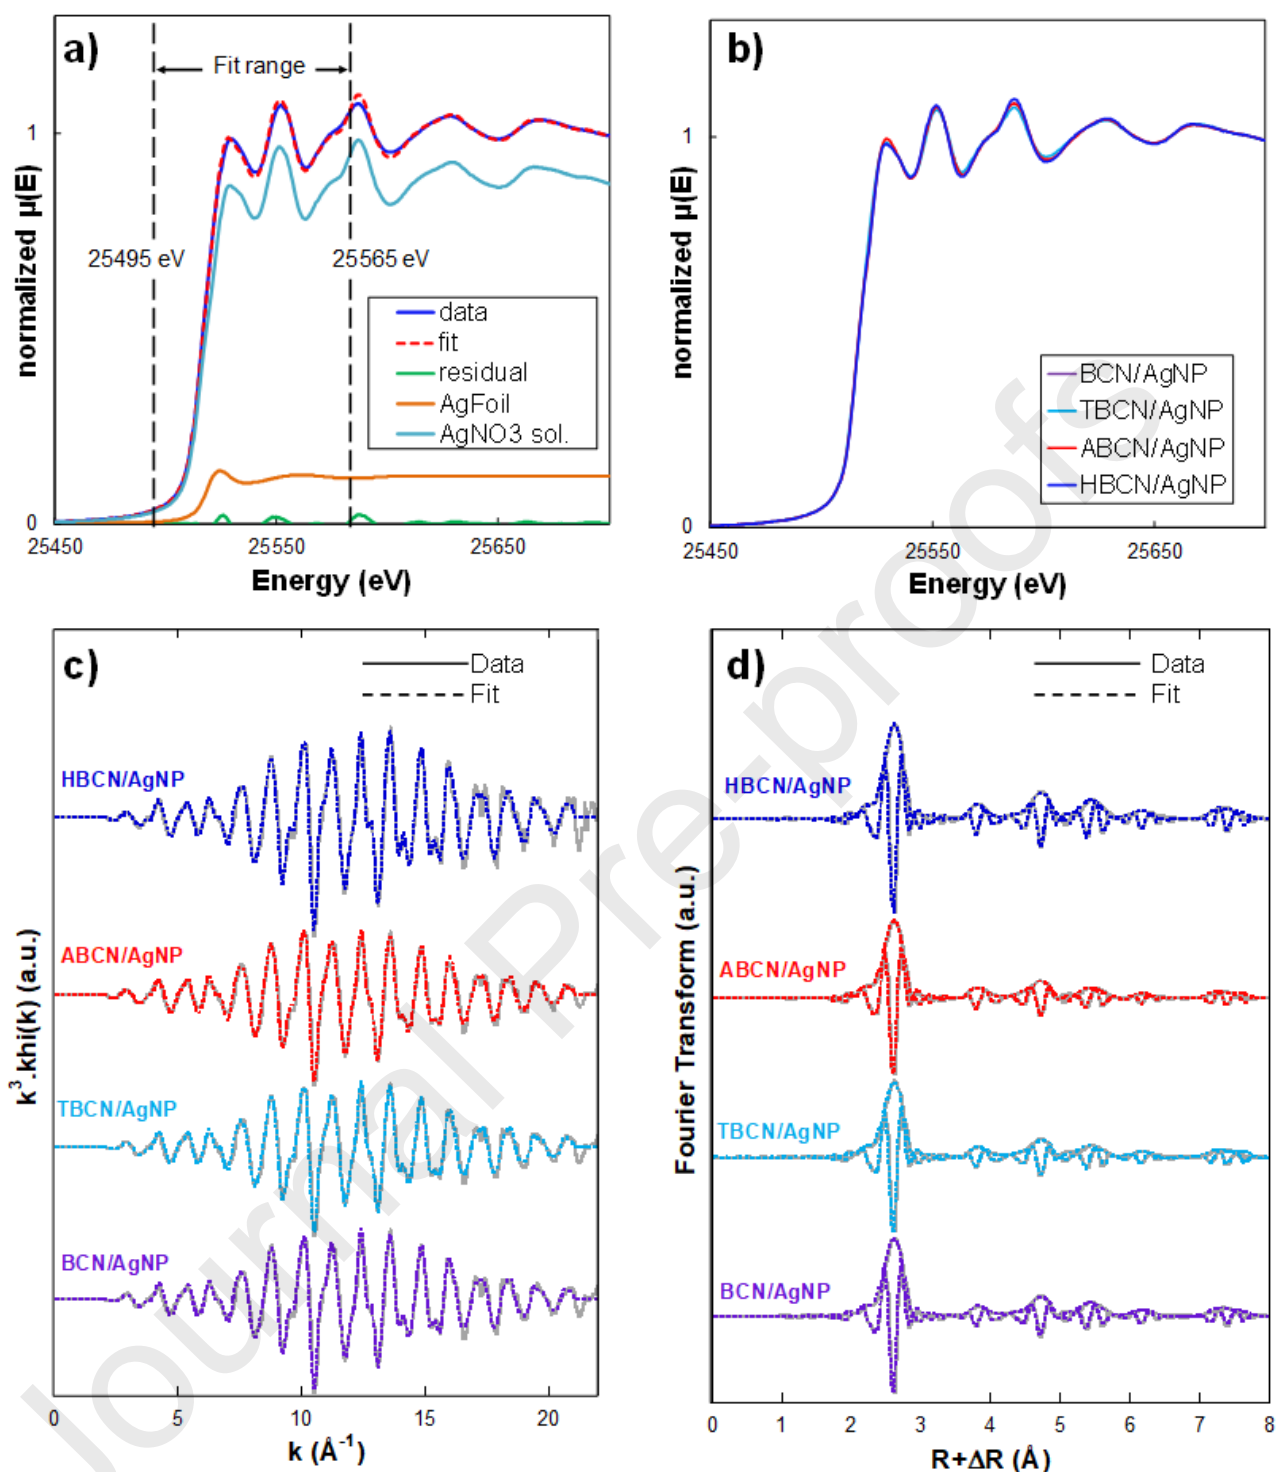 a)
Fit range
1
normalized µ(E)
25495 eV
25565 eV
data
fit
residual
AgFoil
AgNO3 sol.
0
25450
25550
25650
Energy (eV)
b)
1
normalized µ(E)
BCN/AgNP
TBCN/AgNP
ABCN/AgNP
HBCN/AgNP
0
25450
25550
25650
Energy (eV)
c)
Data
Fit
HBCN/AgNP
ABCN/AgNP
TBCN/AgNP
BCN/AgNP
k³.khi(k) (a.u.)
0
5
10
15
20
k (Å⁻¹)
d)
Data
Fit
HBCN/AgNP
ABCN/AgNP
TBCN/AgNP
BCN/AgNP
Fourier Transform (a.u.)
0
1
2
3
4
5
6
7
8
R+ΔR (Å)
Journal Pre-proofs